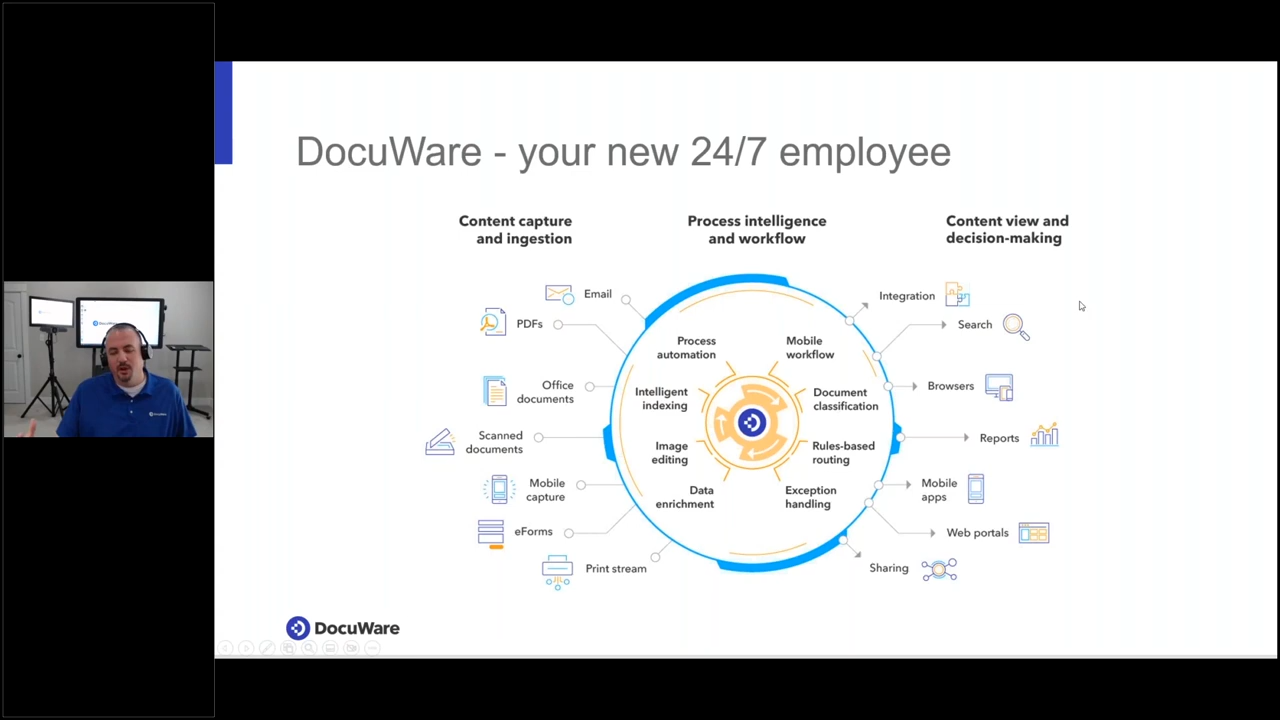 DocuWare - your new 24/7 employee
Content capture
and ingestion
Process intelligence
and workflow
Content view and
decision-making
Email
PDFs
Office
documents
Scanned
documents
Mobile
capture
eForms
Print stream
Process
automation
Intelligent
indexing
Image
editing
Data
enrichment
Mobile
workflow
Document
classification
Rules-based
routing
Exception
handling
Integration
Search
Browsers
Reports
Mobile
apps
Web portals
Sharing
DocuWare